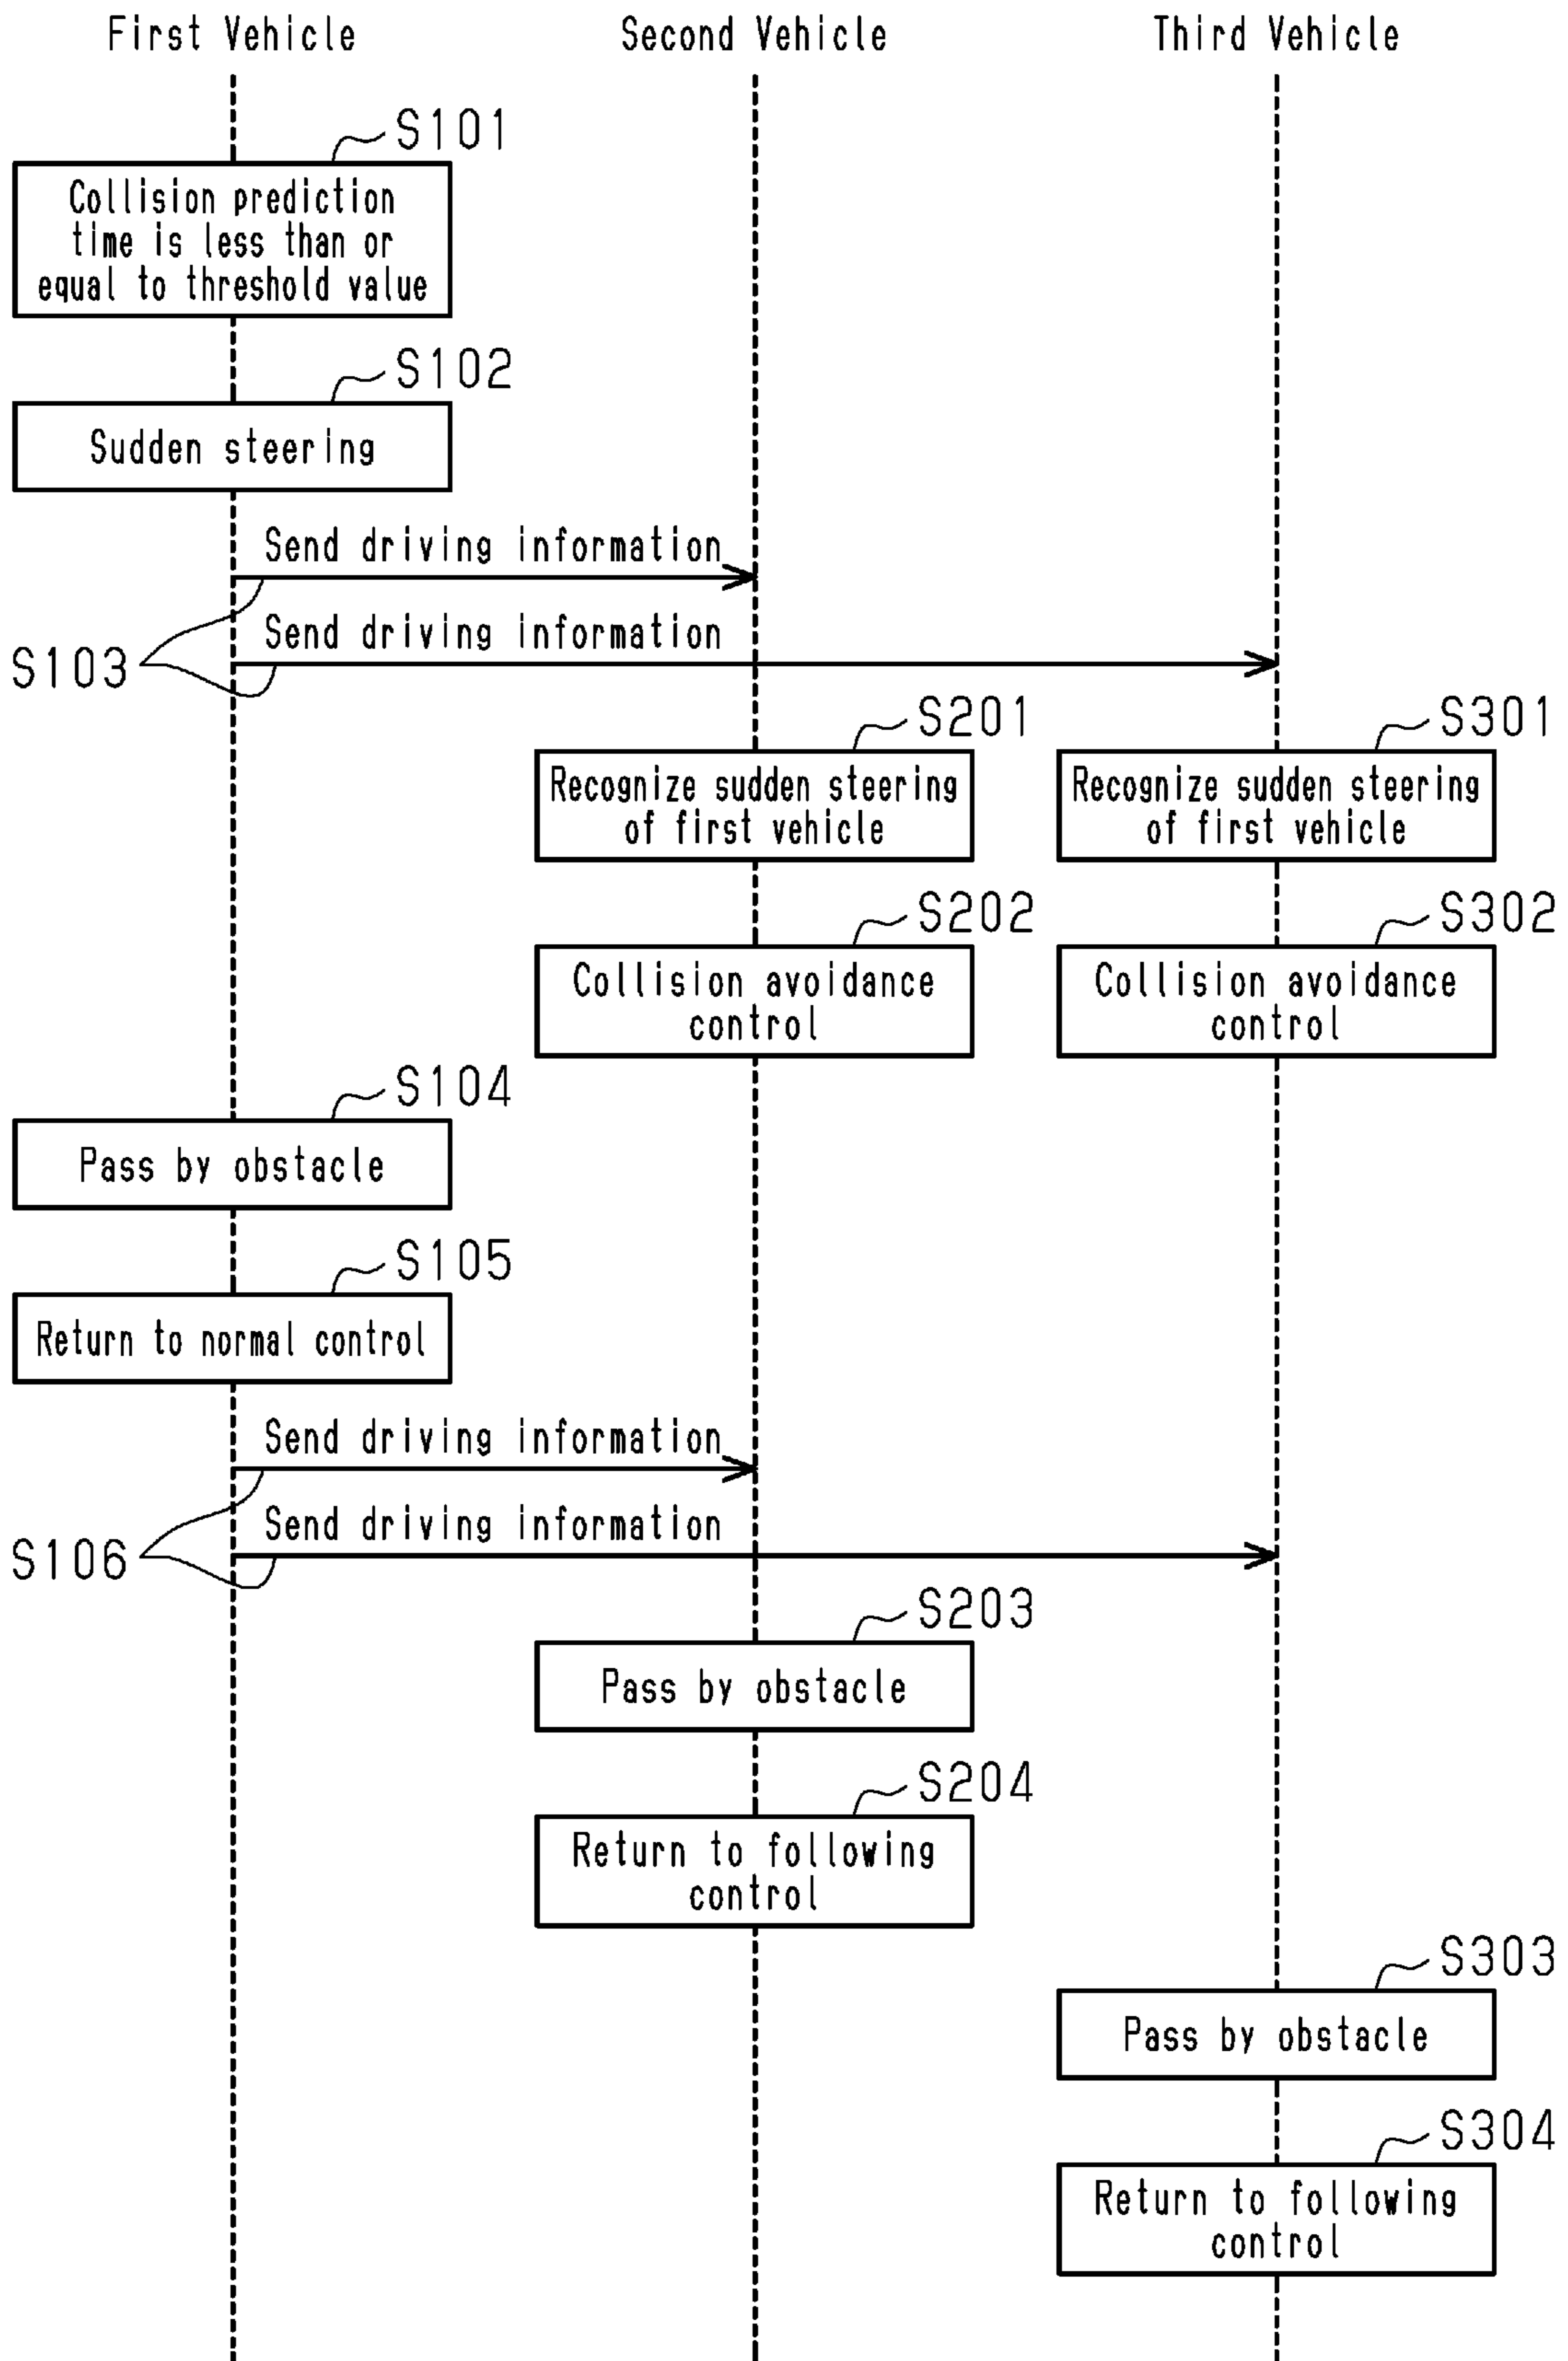 First Vehicle
Second Vehicle
Third Vehicle
S101
Collision prediction
time is less than or
equal to threshold value
S102
Sudden steering
Send driving information
Send driving information
S103
S201
Recognize sudden steering
of first vehicle
S301
Recognize sudden steering
of first vehicle
S202
Collision avoidance
control
S302
Collision avoidance
control
S104
Pass by obstacle
S105
Return to normal control
Send driving information
Send driving information
S106
S203
Pass by obstacle
S204
Return to following
control
S303
Pass by obstacle
S304
Return to following
control